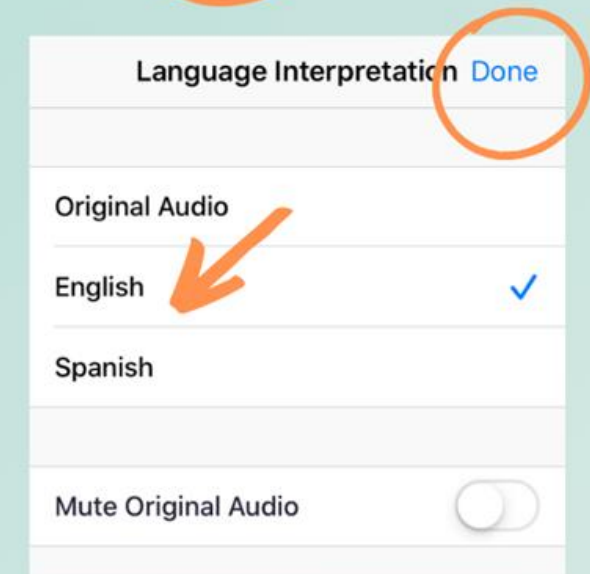 Language Interpretation Done
Original Audio
English
Spanish
Mute Original Audio